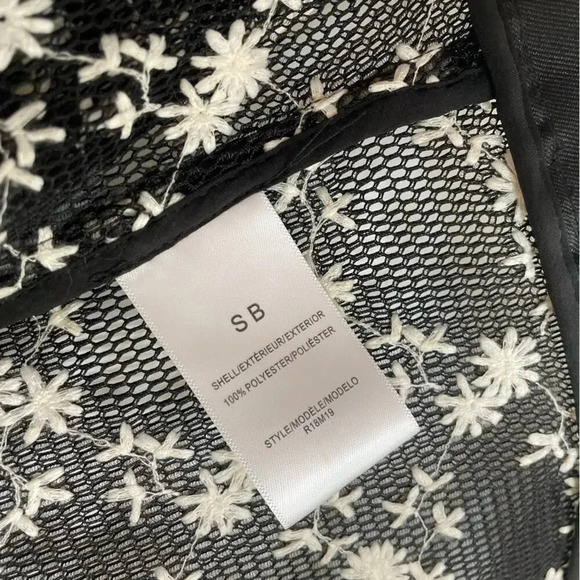 SB
SHELL/EXTÉRIEUR/EXTERIOR
100% POLYESTER/POLIÉSTER
STYLE/MODÈLE/MODELO
R18M19